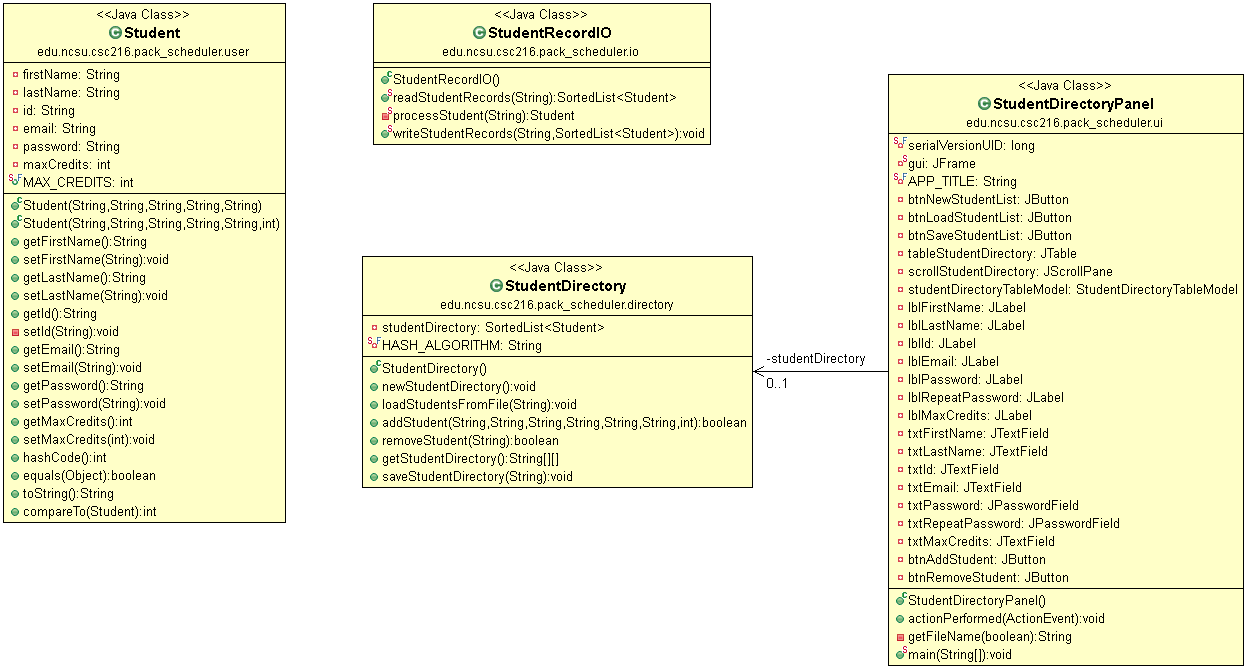 <<Java Class>>
Student
edu.ncsu.csc216.pack_scheduler.user
firstName: String
lastName: String
id: String
email: String
password: String
maxCredits: int
MAX_CREDITS: int
Student(String,String,String,String,String)
Student(String,String,String,String,String,int)
getFirstName():String
setFirstName(String):void
getLastName():String
setLastName(String):void
getId():String
setId(String):void
getEmail():String
setEmail(String):void
getPassword():String
setPassword(String):void
getMaxCredits():int
setMaxCredits(int):void
hashCode():int
equals(Object):boolean
toString():String
compareTo(Student):int
<<Java Class>>
StudentRecordIO
edu.ncsu.csc216.pack_scheduler.io
StudentRecordIO()
readStudentRecords(String):SortedList<Student>
processStudent(String):Student
writeStudentRecords(String,SortedList<Student>):void
<<Java Class>>
StudentDirectory
edu.ncsu.csc216.pack_scheduler.directory
studentDirectory: SortedList<Student>
HASH_ALGORITHM: String
StudentDirectory()
newStudentDirectory():void
loadStudentsFromFile(String):void
addStudent(String,String,String,String,String,String,int):boolean
removeStudent(String):boolean
getStudentDirectory():String[][]
saveStudentDirectory(String):void
-studentDirectory
0..1
<<Java Class>>
StudentDirectoryPanel
edu.ncsu.csc216.pack_scheduler.ui
serialVersionUID: long
gui: JFrame
APP_TITLE: String
btnNewStudentList: JButton
btnLoadStudentList: JButton
btnSaveStudentList: JButton
tableStudentDirectory: JTable
scrollStudentDirectory: JScrollPane
studentDirectoryTableModel: StudentDirectoryTableModel
lblFirstName: JLabel
lblLastName: JLabel
lblId: JLabel
lblEmail: JLabel
lblPassword: JLabel
lblRepeatPassword: JLabel
lblMaxCredits: JLabel
txtFirstName: JTextField
txtLastName: JTextField
txtId: JTextField
txtEmail: JTextField
txtPassword: JPasswordField
txtRepeatPassword: JPasswordField
txtMaxCredits: JTextField
btnAddStudent: JButton
btnRemoveStudent: JButton
StudentDirectoryPanel()
actionPerformed(ActionEvent):void
getFileName(boolean):String
main(String[]):void